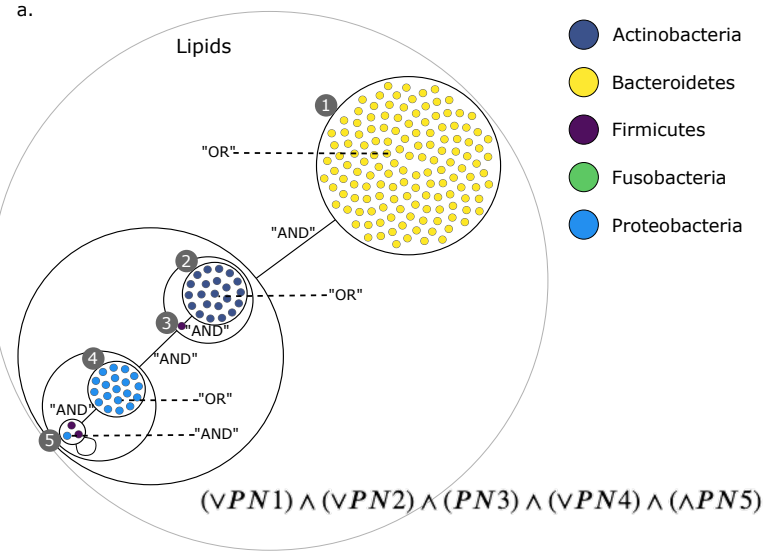 a.
Lipids
Actinobacteria
Bacteroidetes
Firmicutes
Fusobacteria
Proteobacteria
1
"OR"
"AND"
2
"OR"
3
"AND"
"AND"
4
"OR"
"AND"
"AND"
5
(∨PN1) ∧ (∨PN2) ∧ (PN3) ∧ (∨PN4) ∧ (∧PN5)